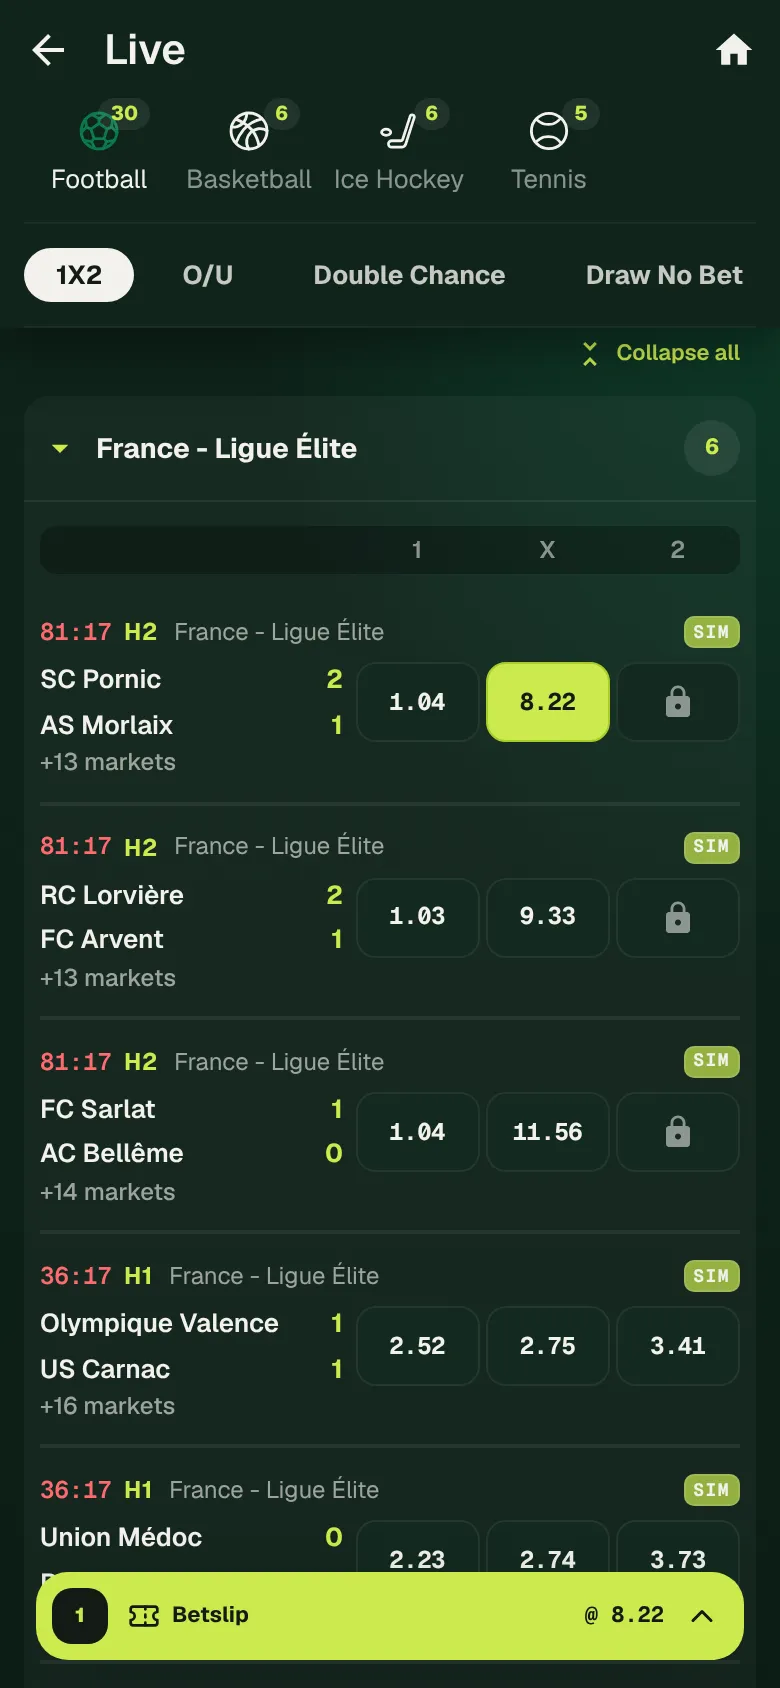 Live
30
6
6
5
Football
Basketball
Ice Hockey
Tennis
1X2
O/U
Double Chance
Draw No Bet
Collapse all
France - Ligue Élite
6
1 X 2
81:17 H2 France - Ligue Élite SIM
SC Pornic 2
AS Morlaix 1
1.04 8.22
+13 markets
81:17 H2 France - Ligue Élite SIM
RC Lorvière 2
FC Arvent 1
1.03 9.33
+13 markets
81:17 H2 France - Ligue Élite SIM
FC Sarlat 1
AC Bellême 0
1.04 11.56
+14 markets
36:17 H1 France - Ligue Élite SIM
Olympique Valence 1
US Carnac 1
2.52 2.75 3.41
+16 markets
36:17 H1 France - Ligue Élite SIM
Union Médoc 0
2.23 2.74 3.73
1 Betslip @ 8.22